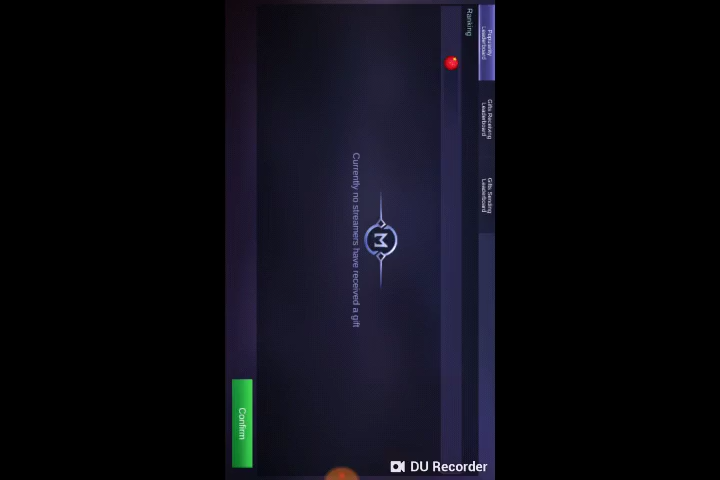 Popularity
Leaderboard
Gifts Receiving
Leaderboard
Gifts Sending
Leaderboard
Ranking
M
Currently no streamers have received a gift
Confirm
DU Recorder